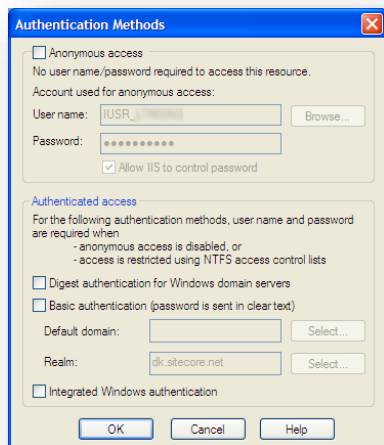 Authentication Methods
Anonymous access
No user name/password required to access this resource.
Account used for anonymous access:
User name:
IUSR_
Browse...
Password:
••••••••••
Allow IIS to control password
Authenticated access
For the following authentication methods, user name and password
are required when
- anonymous access is disabled, or
- access is restricted using NTFS access control lists
Digest authentication for Windows domain servers
Basic authentication (password is sent in clear text)
Default domain:
Select...
Realm:
dk.sitecore.net
Select...
Integrated Windows authentication
OK
Cancel
Help